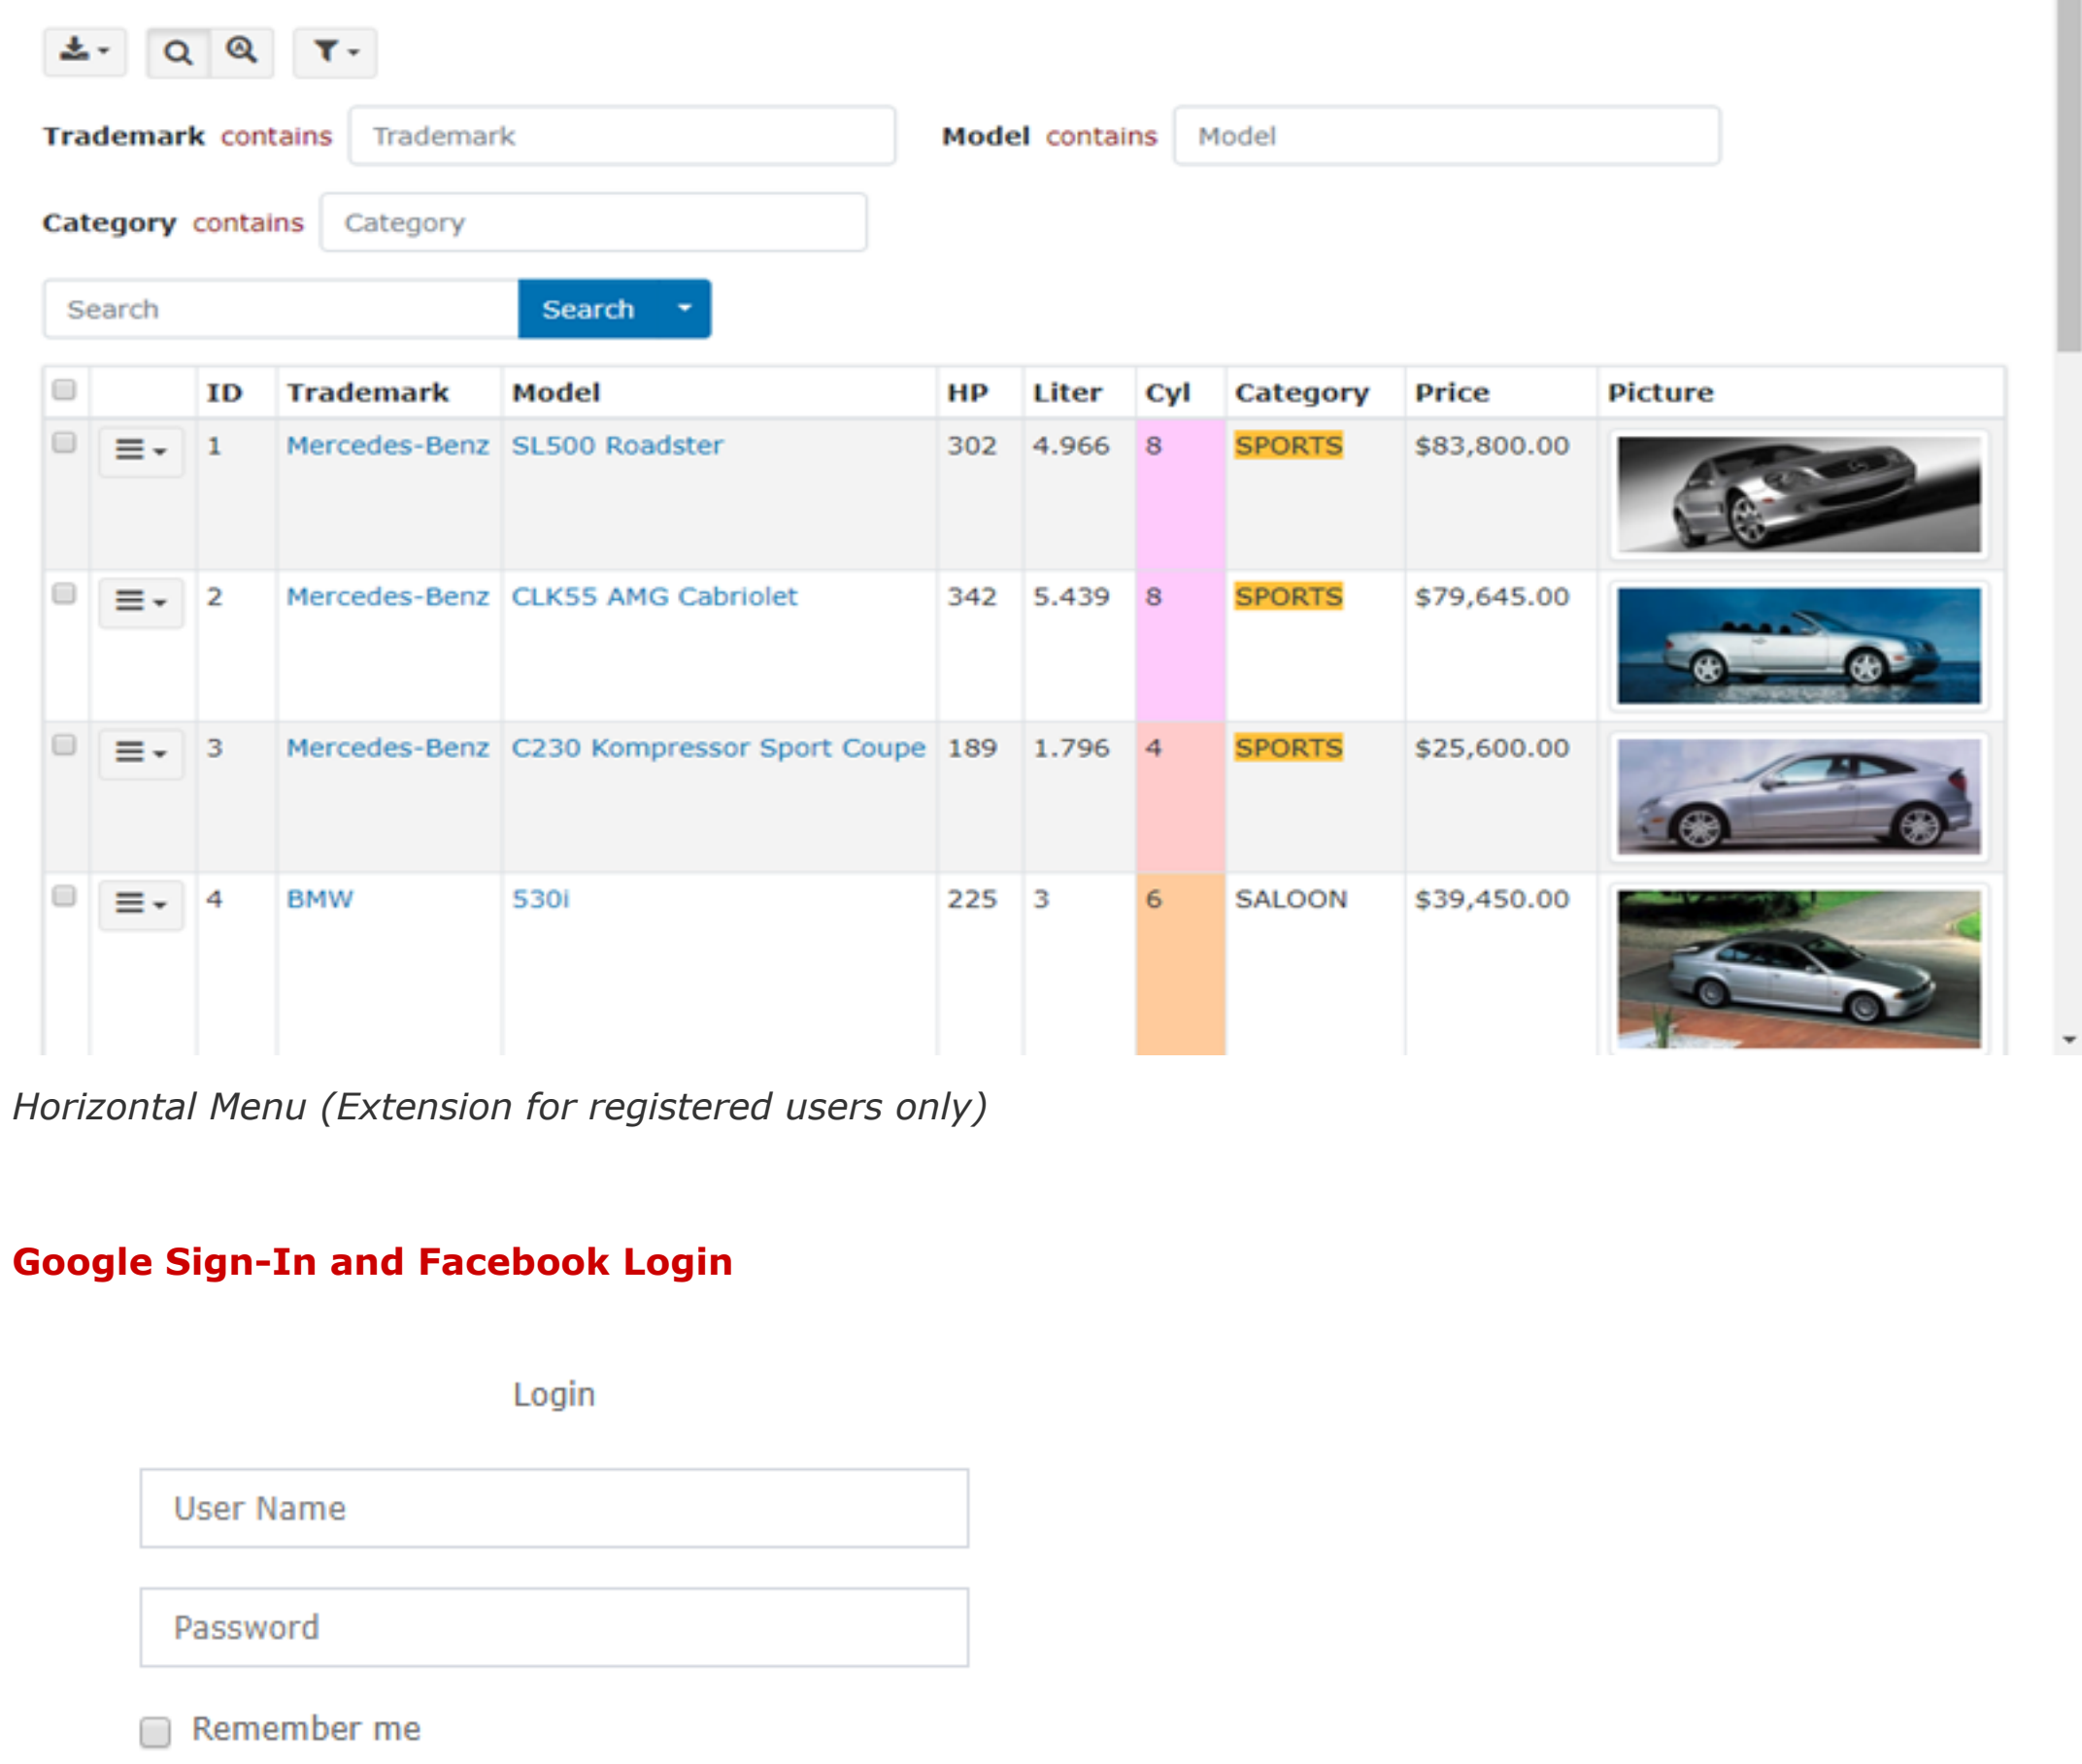 Trademark contains Trademark Model contains Model
Category contains Category
Search Search
ID Trademark Model HP Liter Cyl Category Price Picture
1 Mercedes-Benz SL500 Roadster 302 4.966 8 SPORTS $83,800.00
2 Mercedes-Benz CLK55 AMG Cabriolet 342 5.439 8 SPORTS $79,645.00
3 Mercedes-Benz C230 Kompressor Sport Coupe 189 1.796 4 SPORTS $25,600.00
4 BMW 530i 225 3 6 SALOON $39,450.00
Horizontal Menu (Extension for registered users only)
Google Sign-In and Facebook Login
Login
User Name
Password
Remember me